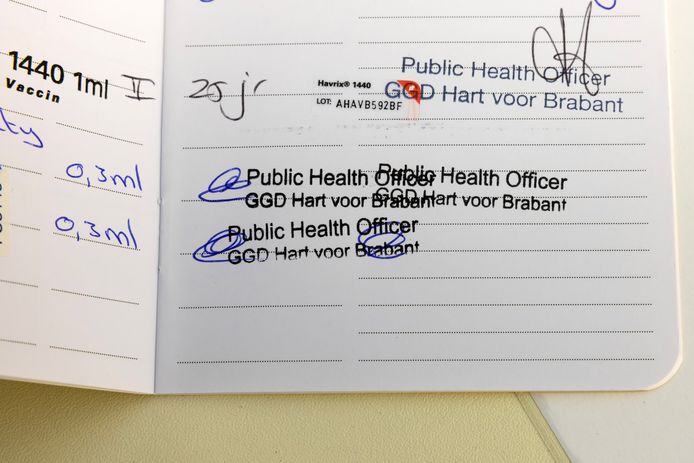 1440 1ml II
Vaccin
0,3ml
0,3ml
25 jr
Havrix® 1440
LOT: AHAVB592BF
Public Health Officer
GGD Hart voor Brabant
Public Health Officer
GGD Hart voor Brabant
Public Health Officer
GGD Hart voor Brabant
Public Health Officer
GGD Hart voor Brabant